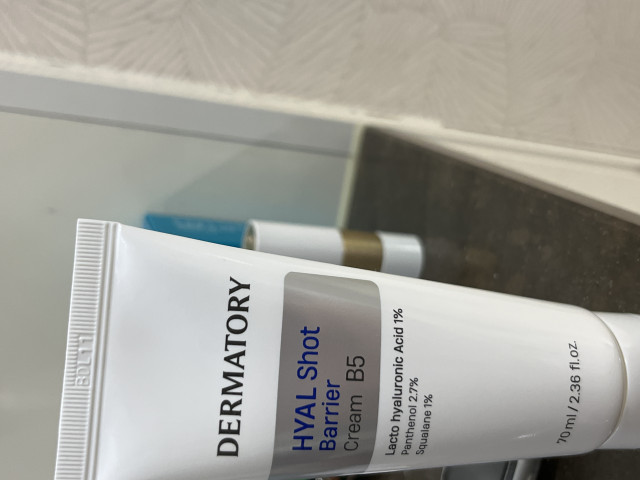 DERMATORY
HYAL Shot
Barrier
Cream B5
Lacto hyaluronic Acid 1%
Panthenol 2.7%
Squalane 1%
70 ml / 2.36 fl.oz.